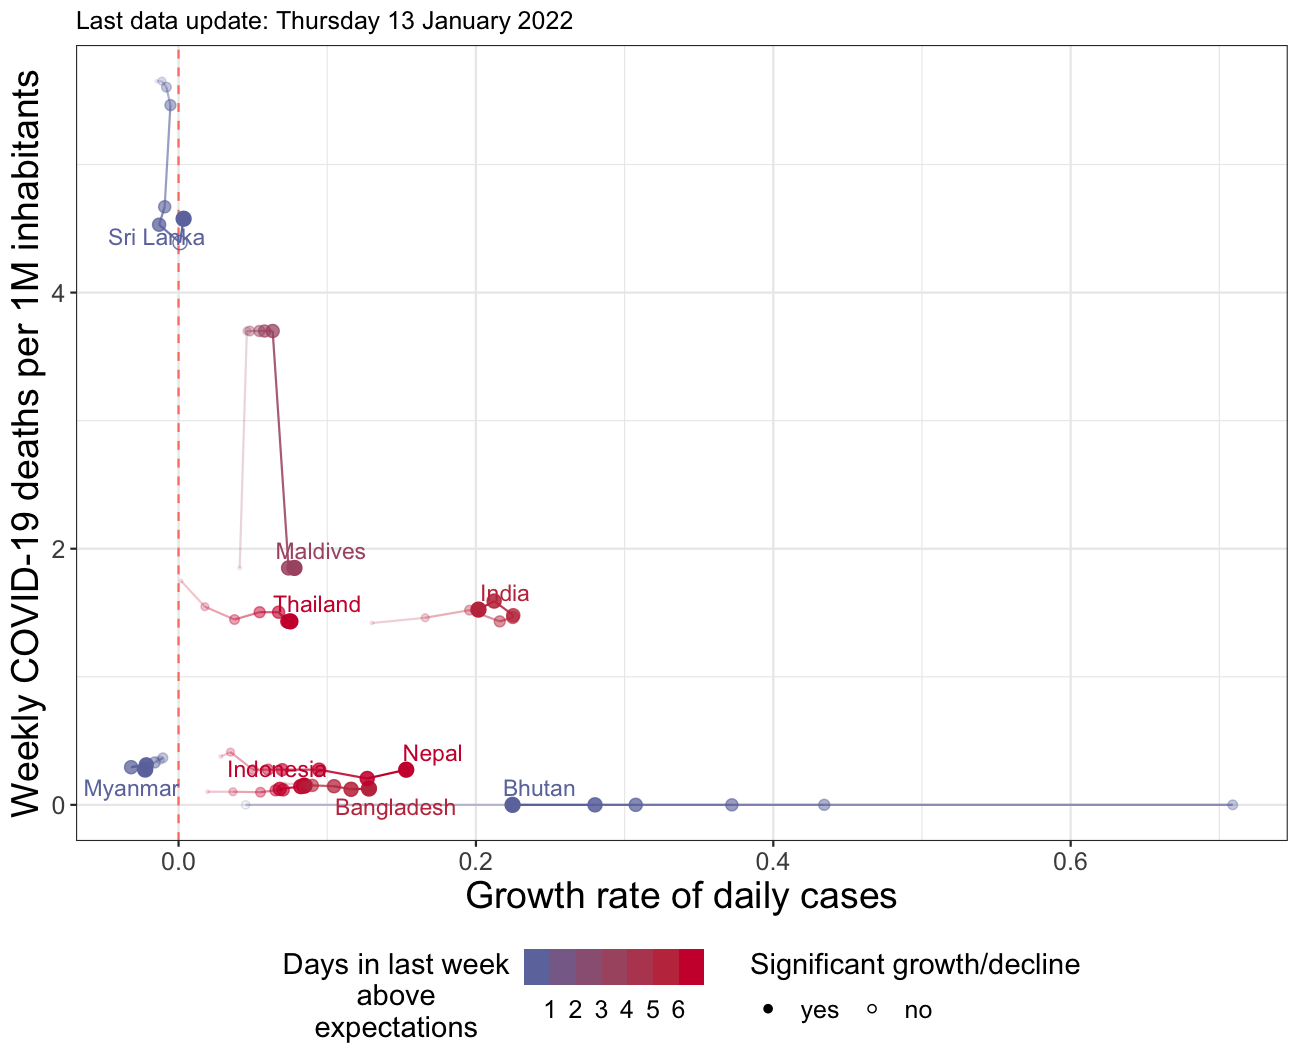 Last data update: Thursday 13 January 2022
Weekly COVID-19 deaths per 1M inhabitants
4
2
0
Sri Lanka
Maldives
India
Thailand
Nepal
Indonesia
Myanmar
Bhutan
Bangladesh
0.0
0.2
0.4
0.6
Growth rate of daily cases
Days in last week
above
expectations
1 2 3 4 5 6
Significant growth/decline
yes
no